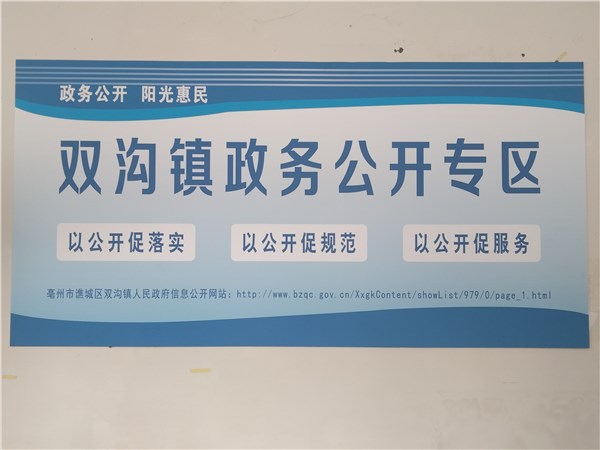 政务公开 阳光惠民
双沟镇政务公开专区
以公开促落实 以公开促规范 以公开促服务
亳州市谯城区双沟镇人民政府信息公开网站：http://www.bzqc.gov.cn/XxgkContent/showList/979/0/page_1.html